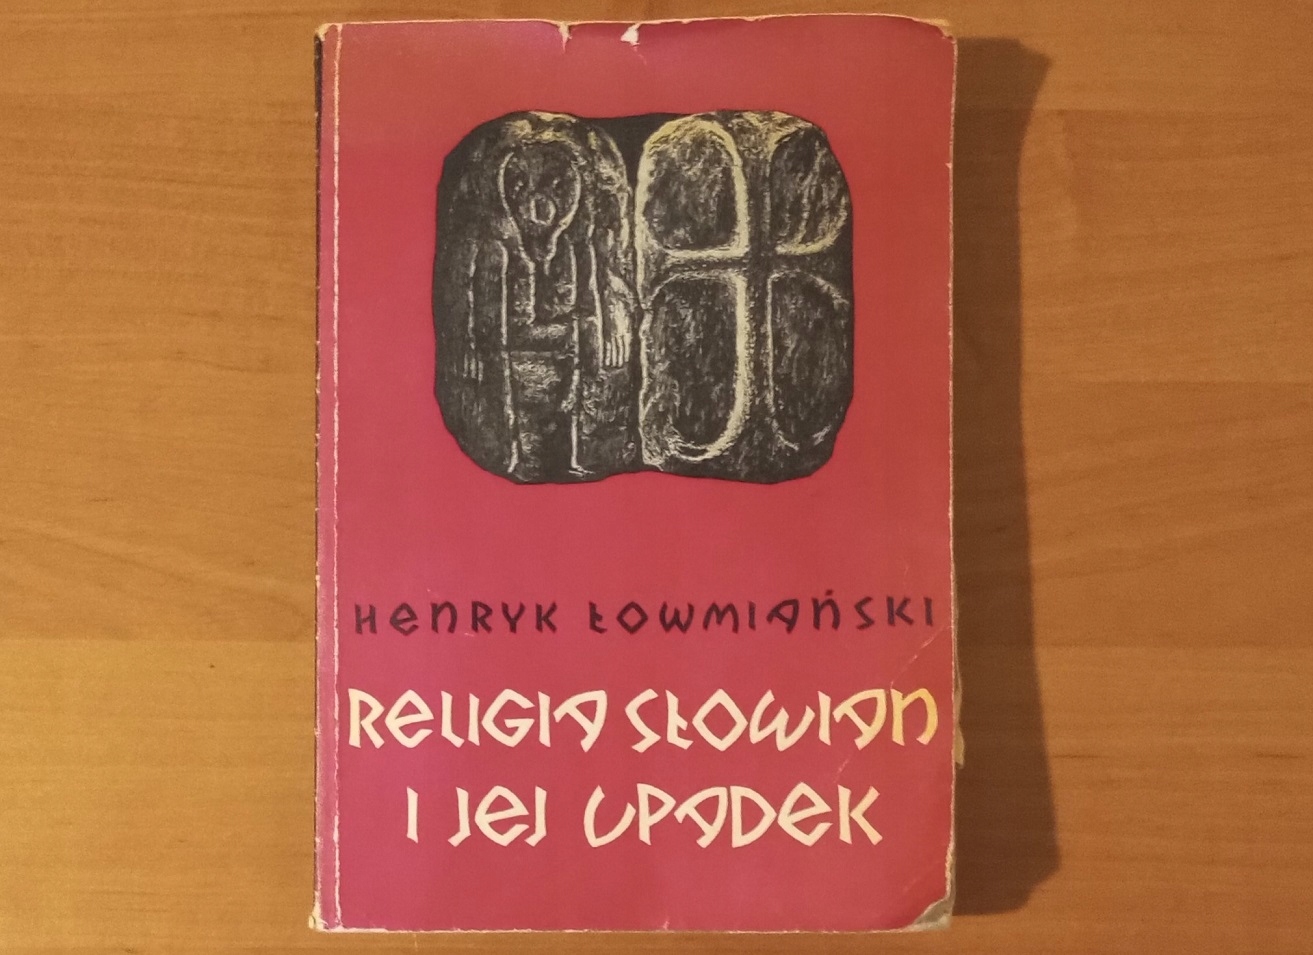 HENRYK ŁOWMIAŃSKI
RELIGIA SŁOWIAN
I JEJ UPADEK